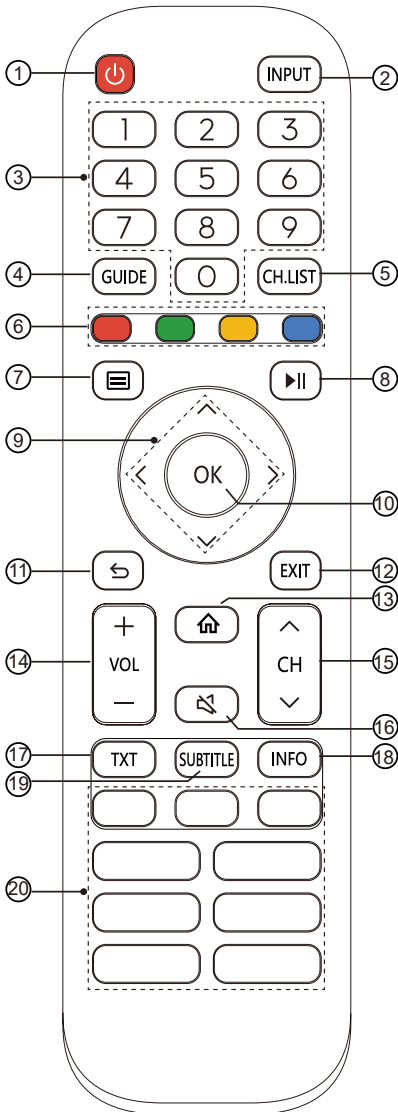 1 INPUT 2
1 2 3
3 4 5 6
7 8 9
4 GUIDE 0 CH.LIST 5
6
7 8
9
OK
10
11 EXIT 12
13
14 + VOL − CH 15
16
17 TXT SUBTITLE INFO 18
19
20